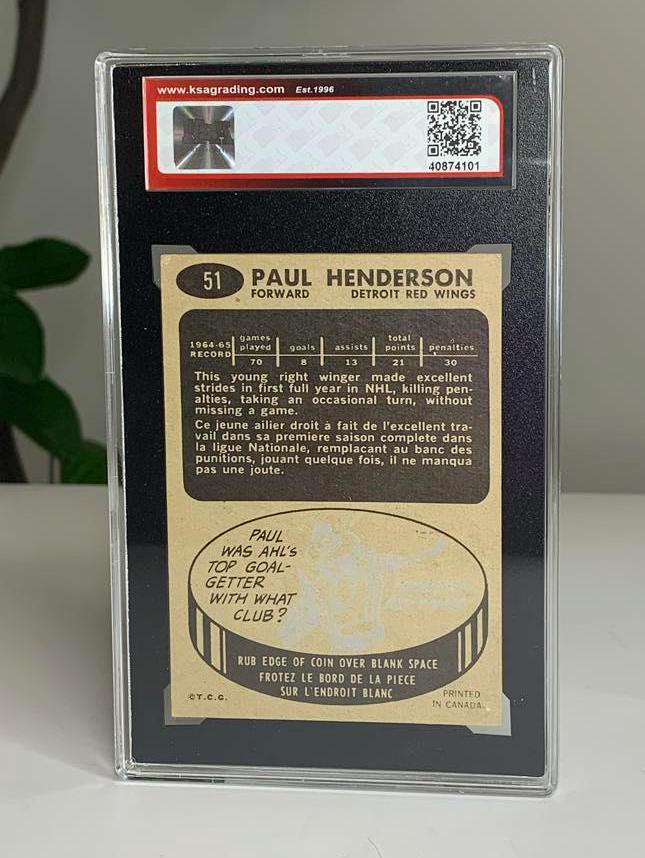 www.ksagrading.com Est.1996
40874101
51 PAUL HENDERSON
FORWARD DETROIT RED WINGS
1964-65 RECORD games played goals assists total points penalties
70 8 13 21 30
This young right winger made excellent
strides in first full year in NHL, killing pen-
alties, taking an occasional turn, without
missing a game.
Ce jeune ailier droit à fait de l'excellent tra-
vail dans sa premiere saison complete dans
la ligue Nationale, remplacant au banc des
punitions, jouant quelque fois, il ne manqua
pas une joute.
PAUL
WAS AHL'S
TOP GOAL-
GETTER
WITH WHAT
CLUB?
RUB EDGE OF COIN OVER BLANK SPACE
FROTEZ LE BORD DE LA PIECE
SUR L'ENDROIT BLANC
©T.C.G.
PRINTED
IN CANADA